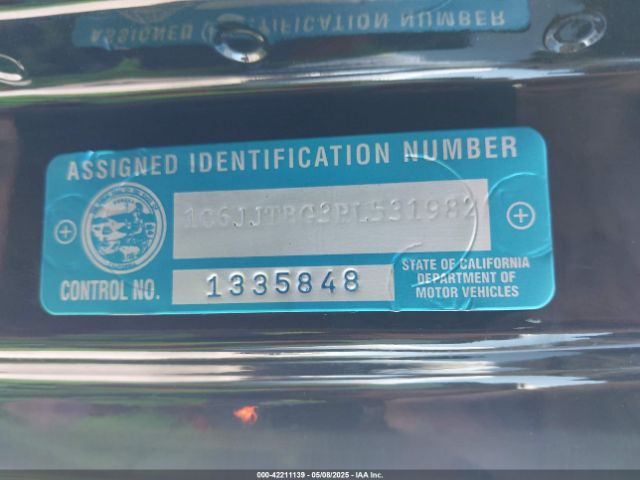 ASSIGNED IDENTIFICATION NUMBER
1C6JJTBG3PL531982
CONTROL NO. 1335848
STATE OF CALIFORNIA
DEPARTMENT OF
MOTOR VEHICLES
000-42211139 - 05/08/2025 - IAA Inc.